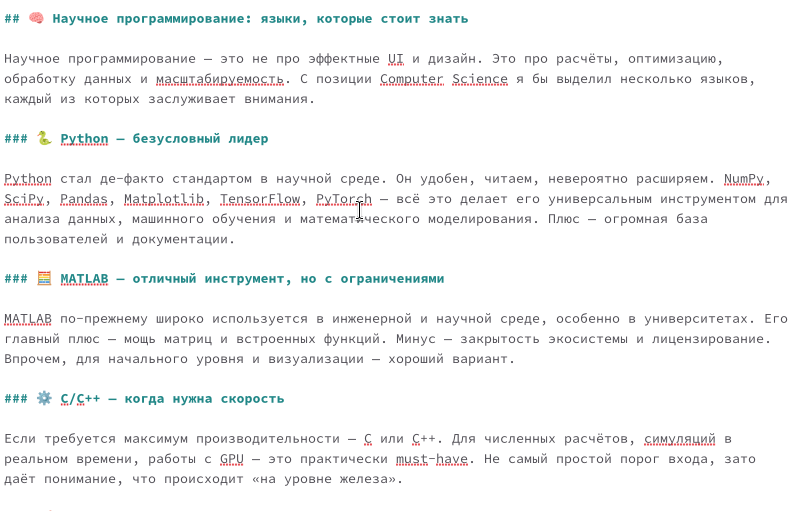 ## 🧠 Научное программирование: языки, которые стоит знать
Научное программирование — это не про эффектные UI и дизайн. Это про расчёты, оптимизацию,
обработку данных и масштабируемость. С позиции Computer Science я бы выделил несколько языков,
каждый из которых заслуживает внимания.
### 🐍 Python — безусловный лидер
Python стал де-факто стандартом в научной среде. Он удобен, читаем, невероятно расширяем. NumPy,
SciPy, Pandas, Matplotlib, TensorFlow, PyTorch — всё это делает его универсальным инструментом для
анализа данных, машинного обучения и математического моделирования. Плюс — огромная база
пользователей и документации.
### 🧮 MATLAB — отличный инструмент, но с ограничениями
MATLAB по-прежнему широко используется в инженерной и научной среде, особенно в университетах. Его
главный плюс — мощь матриц и встроенных функций. Минус — закрытость экосистемы и лицензирование.
Впрочем, для начального уровня и визуализации — хороший вариант.
### ⚙️ C/C++ — когда нужна скорость
Если требуется максимум производительности — C или C++. Для численных расчётов, симуляций в
реальном времени, работы с GPU — это практически must-have. Не самый простой порог входа, зато
даёт понимание, что происходит «на уровне железа».